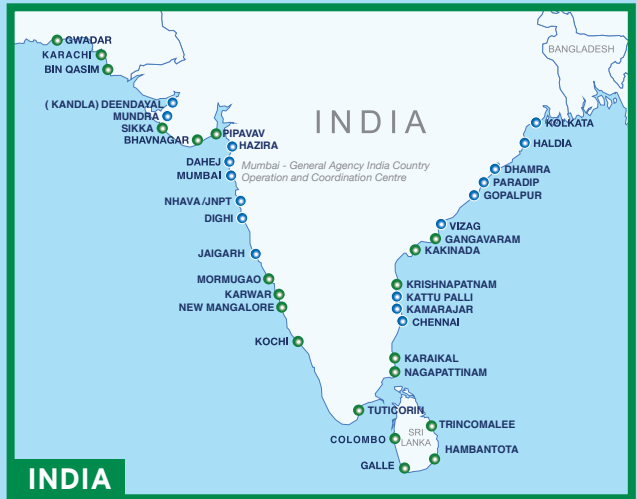 GWADAR
KARACHI
BIN QASIM
BANGLADESH
( KANDLA) DEENDAYAL
MUNDRA
SIKKA
BHAVNAGAR
PIPAVAV
HAZIRA
INDIA
KOLKATA
HALDIA
DAHEJ
MUMBAI
Mumbai - General Agency India Country
Operation and Coordination Centre
DHAMRA
PARADIP
GOPALPUR
NHAVA/JNPT
DIGHI
VIZAG
GANGAVARAM
KAKINADA
JAIGARH
MORMUGAO
KARWAR
NEW MANGALORE
KRISHNAPATNAM
KATTU PALLI
KAMARAJAR
CHENNAI
KOCHI
KARAIKAL
NAGAPATTINAM
TUTICORIN
TRINCOMALEE
COLOMBO
SRI
LANKA
HAMBANTOTA
GALLE
INDIA